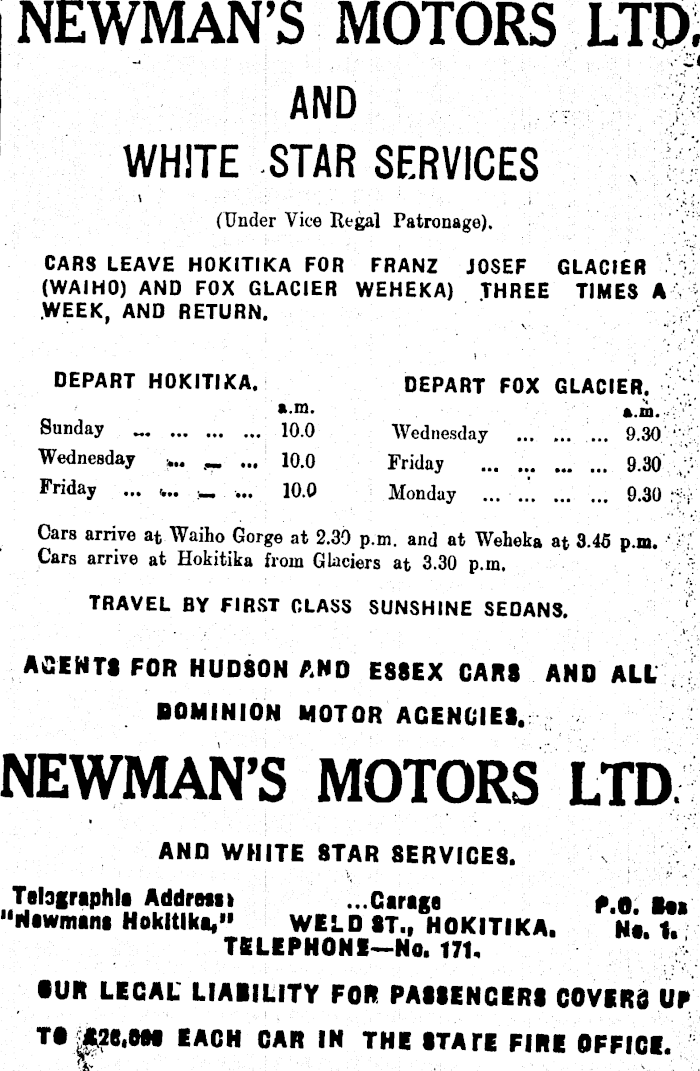 NEWMAN'S MOTORS LTD.
AND
WHITE STAR SERVICES
(Under Vice Regal Patronage).
CARS LEAVE HOKITIKA FOR FRANZ JOSEF GLACIER
(WAIHO) AND FOX GLACIER WEHEKA) THREE TIMES A
WEEK, AND RETURN.
DEPART HOKITIKA.
a.m.
Sunday ... ... ... ... 10.0
Wednesday ... ... ... 10.0
Friday ... ... ... ... 10.0
DEPART FOX GLACIER.
a.m.
Wednesday ... ... ... 9.30
Friday ... ... ... ... 9.30
Monday ... ... ... ... 9.30
Cars arrive at Waiho Gorge at 2.30 p.m. and at Weheka at 3.45 p.m.
Cars arrive at Hokitika from Glaciers at 3.30 p.m.
TRAVEL BY FIRST CLASS SUNSHINE SEDANS.
AGENTS FOR HUDSON AND ESSEX CARS AND ALL
DOMINION MOTOR AGENCIES.
NEWMAN'S MOTORS LTD.
AND WHITE STAR SERVICES.
Telegraphic Address: ...Garage P.O. Box
"Newmans Hokitika," WELD ST., HOKITIKA. No. 1.
TELEPHONE—No. 171.
OUR LEGAL LIABILITY FOR PASSENGERS COVERS UP
TO EACH CAR IN THE STATE FIRE OFFICE.